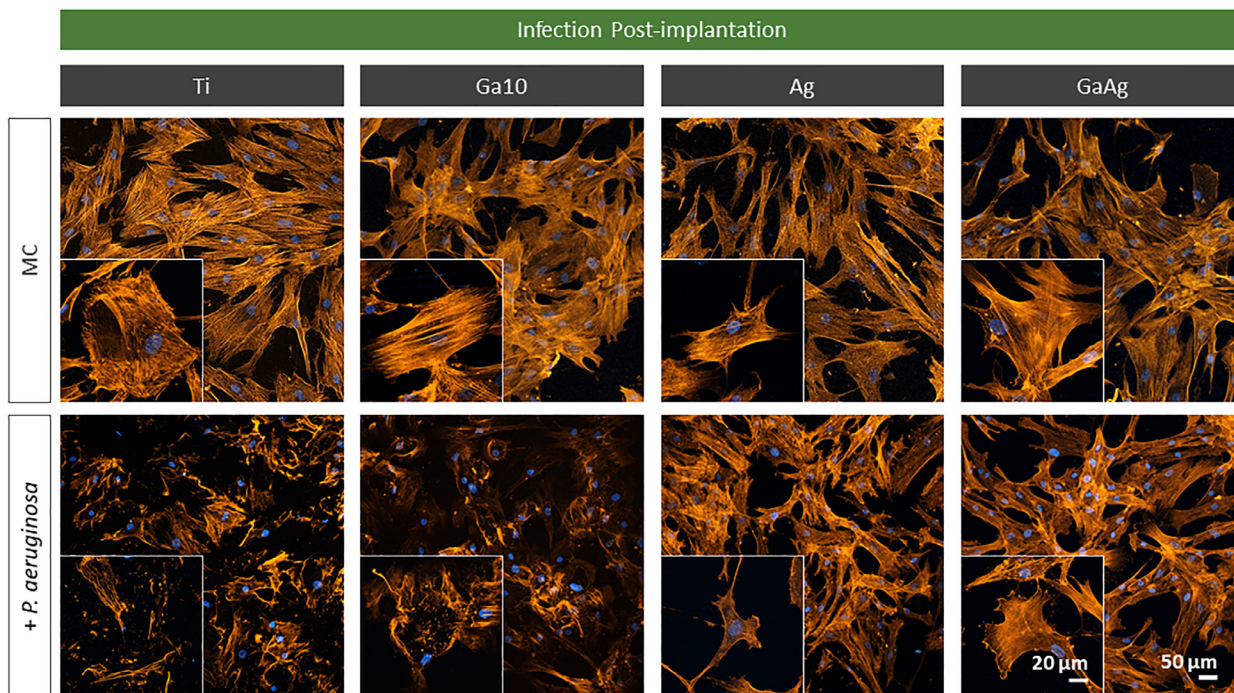 Infection Post-implantation
Ti
Ga10
Ag
GaAg
MC
+ P. aeruginosa
20 µm
50 µm